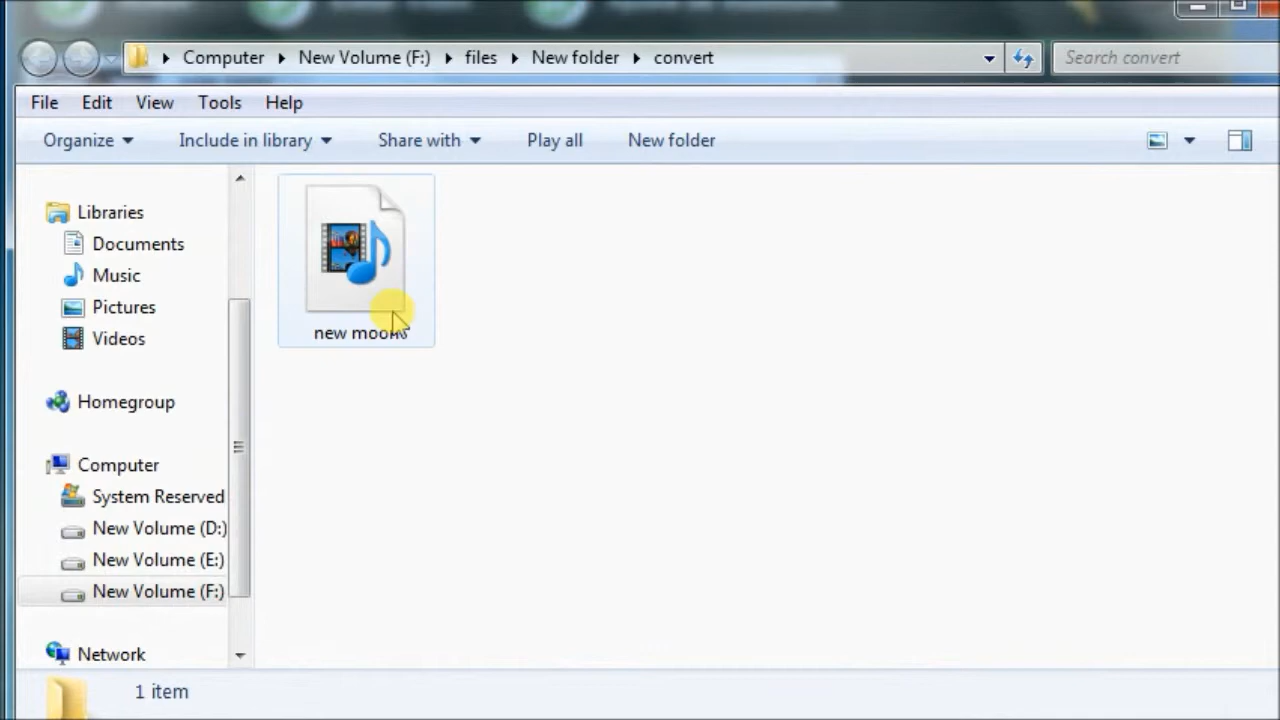 Computer New Volume (F:) files New folder convert
Search convert
File Edit View Tools Help
Organize Include in library Share with Play all New folder
Libraries
Documents
Music
Pictures
Videos
Homegroup
Computer
System Reserved
New Volume (D:)
New Volume (E:)
New Volume (F:)
Network
new moon
1 item